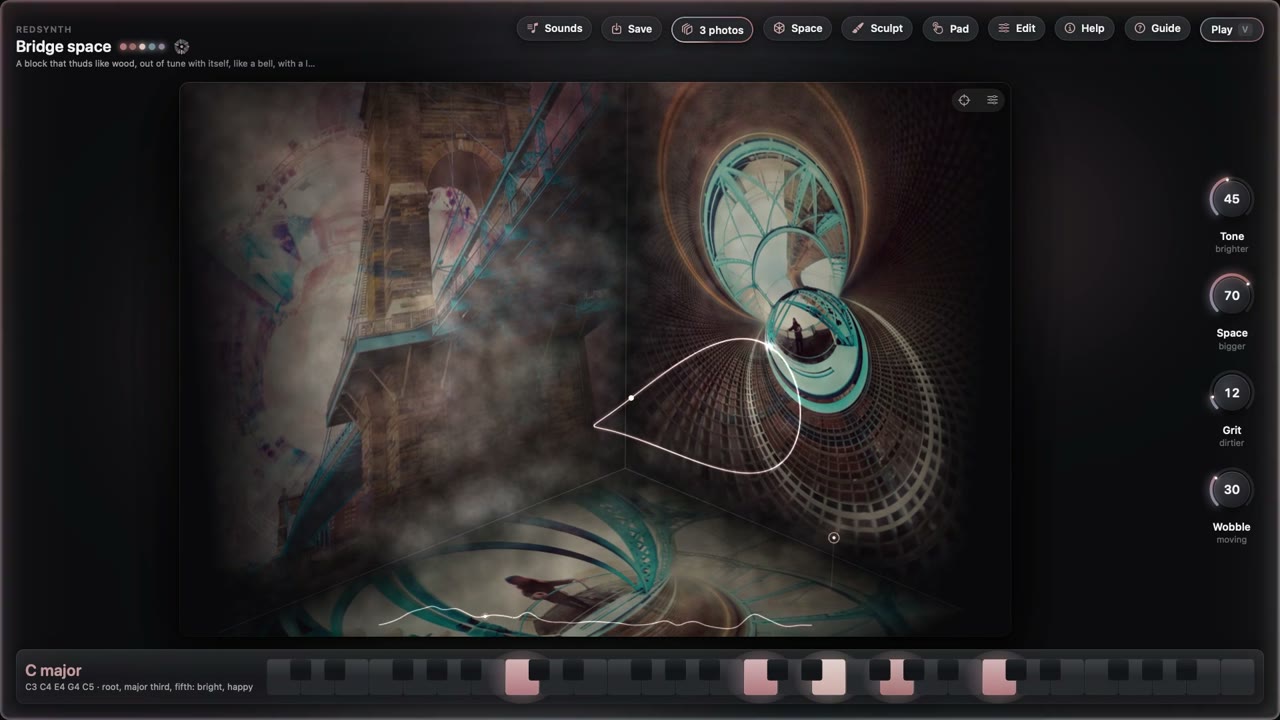 REDSYNTH
Bridge space
A block that thuds like wood, out of tune with itself, like a bell, with a l...
Sounds
Save
3 photos
Space
Sculpt
Pad
Edit
Help
Guide
Play V
45
Tone
brighter
70
Space
bigger
12
Grit
dirtier
30
Wobble
moving
C major
C3 C4 E4 G4 C5 · root, major third, fifth: bright, happy